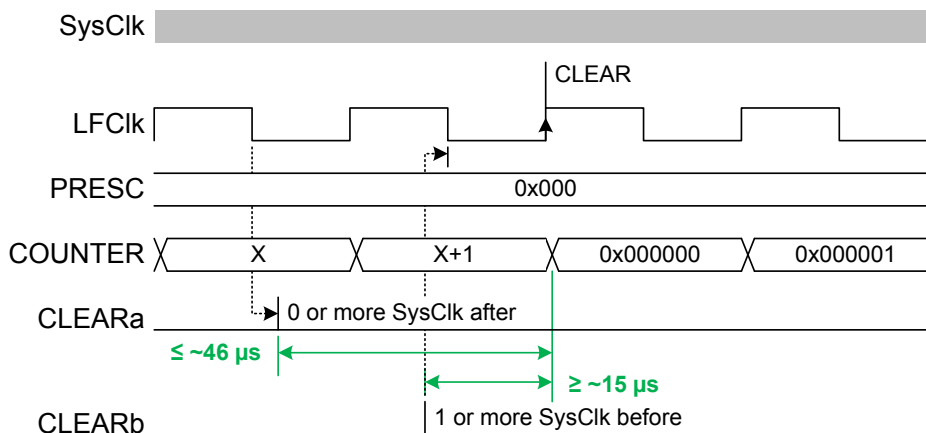 SysClk
CLEAR
LFClk
PRESC
0x000
COUNTER
X
X+1
0x000000
0x000001
CLEARa
0 or more SysClk after
≤ ~46 µs
≥ ~15 µs
CLEARb
1 or more SysClk before